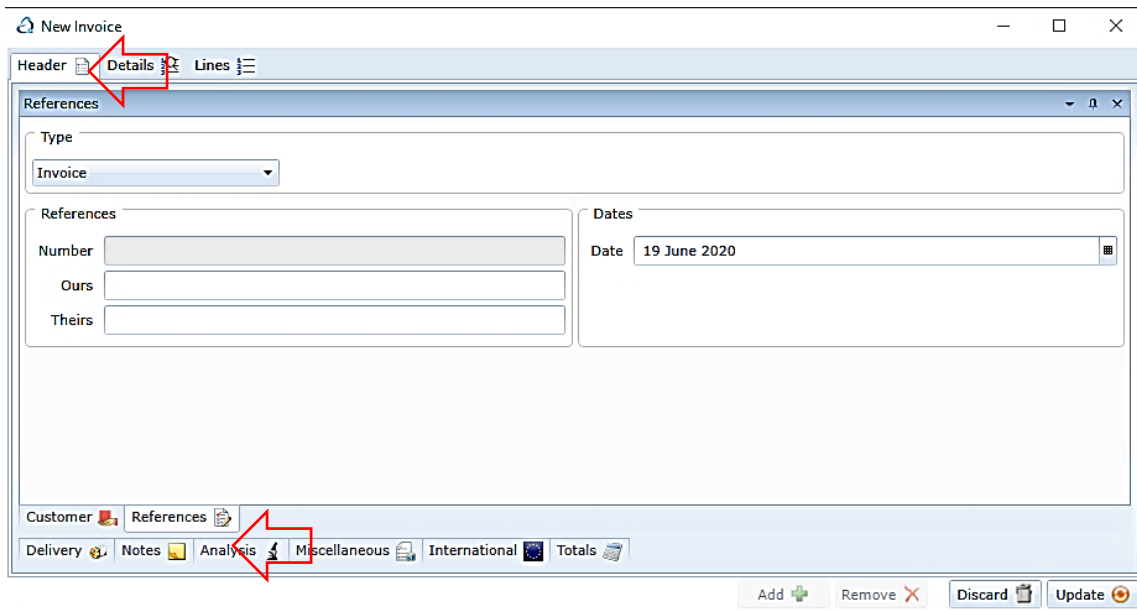 New Invoice
Header Details Lines
References
Type
Invoice
References
Dates
Number
Date 19 June 2020
Ours
Theirs
Customer References
Delivery Notes Analysis Miscellaneous International Totals
Add Remove Discard Update